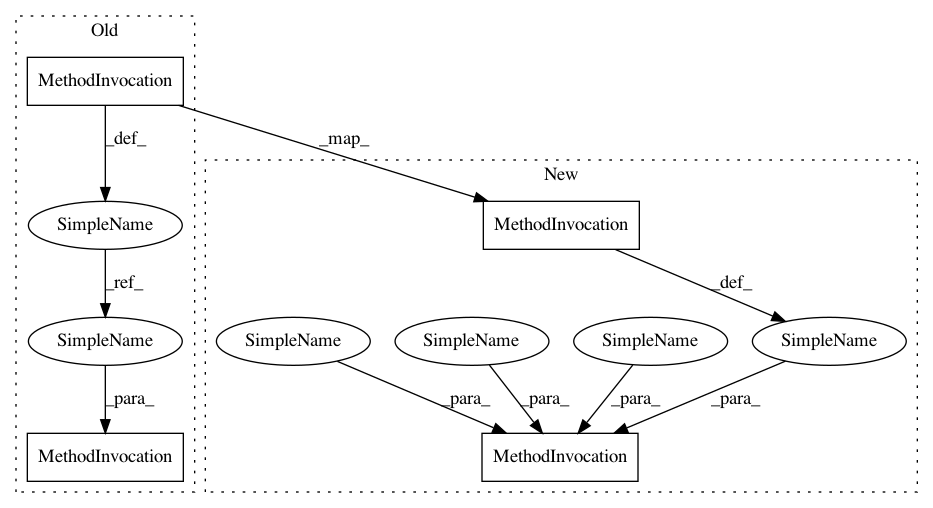 Old
MethodInvocation
_def_
_map_
New
SimpleName
MethodInvocation
_ref_
_def_
SimpleName
SimpleName
SimpleName
SimpleName
SimpleName
_para_
_para_
_para_
_para_
_para_
MethodInvocation
MethodInvocation